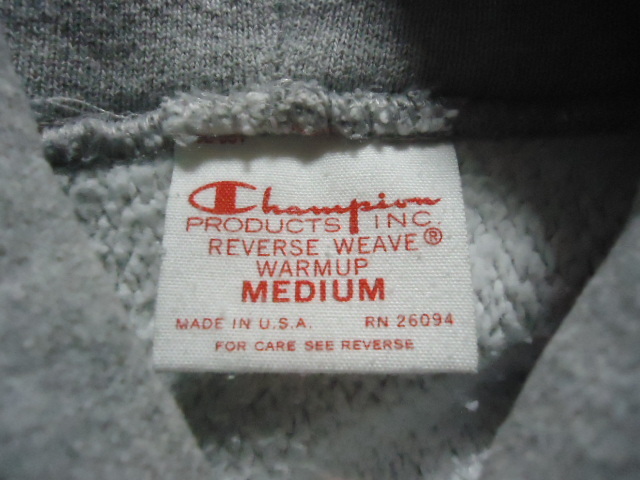 Champion
PRODUCTS INC.
REVERSE WEAVE®
WARMUP
MEDIUM
MADE IN U.S.A. RN 26094
FOR CARE SEE REVERSE